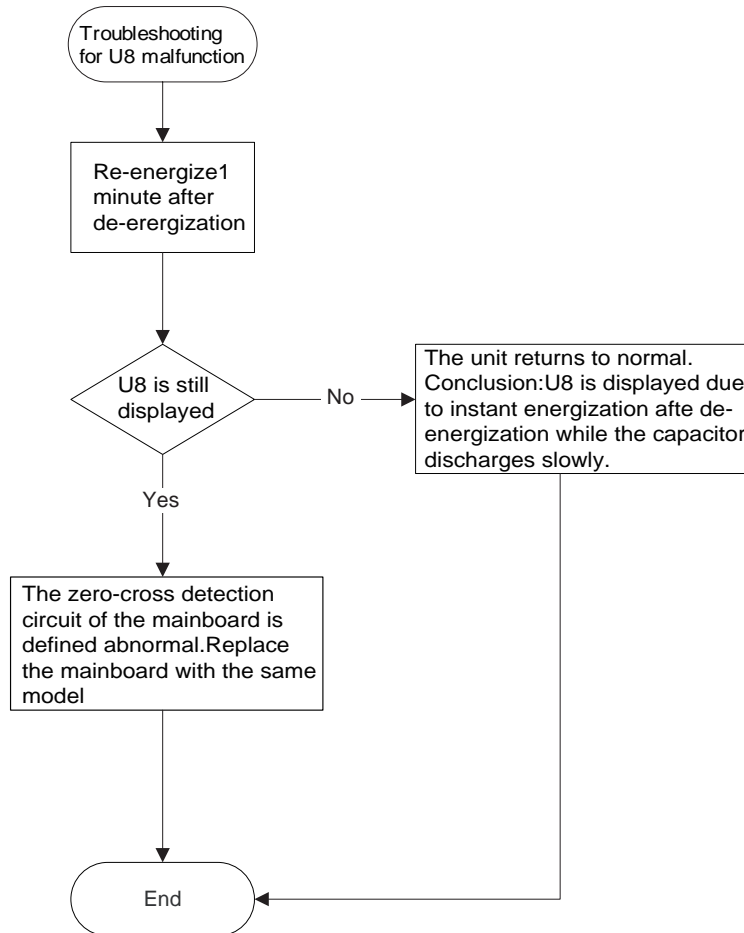 Troubleshooting
for U8 malfunction
Re-energize1
minute after
de-erergization
U8 is still
displayed
No
The unit returns to normal.
Conclusion:U8 is displayed due
to instant energization afte de-
energization while the capacitor
discharges slowly.
Yes
The zero-cross detection
circuit of the mainboard is
defined abnormal.Replace
the mainboard with the same
model
End